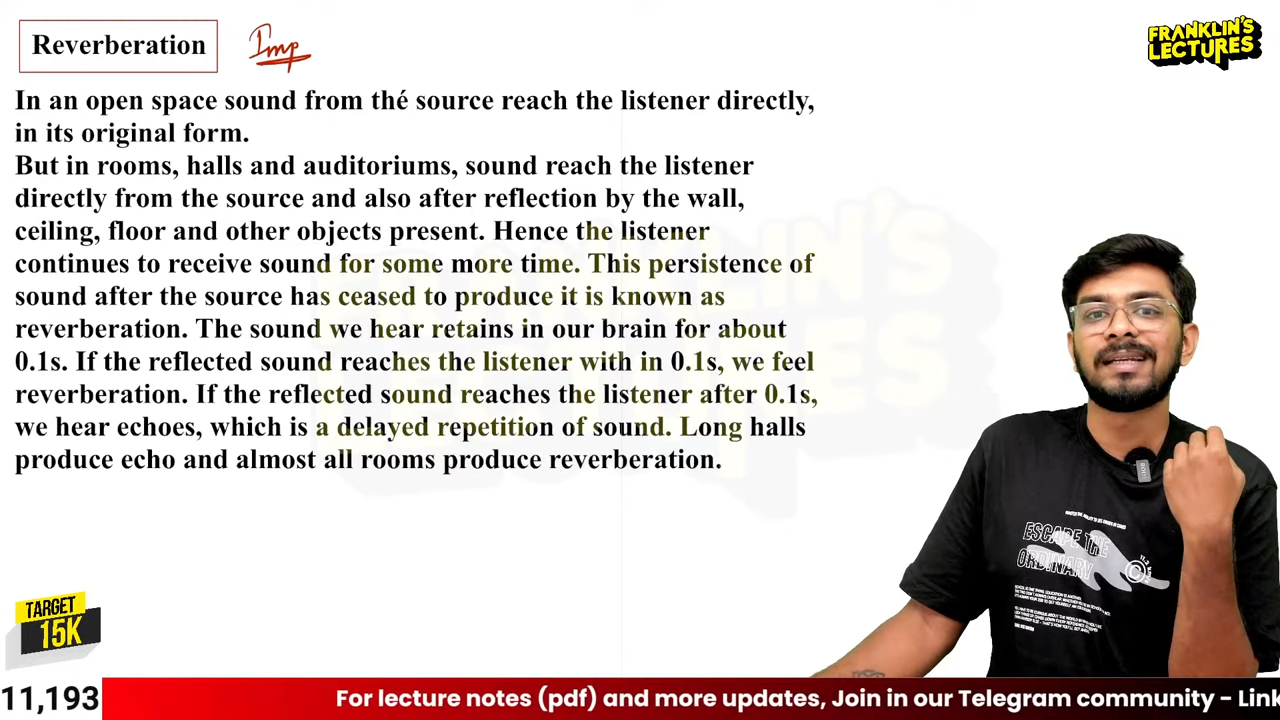 Reverberation
Imp
FRANKLIN'S
LECTURES
In an open space sound from thé source reach the listener directly,
in its original form.
But in rooms, halls and auditoriums, sound reach the listener
directly from the source and also after reflection by the wall,
ceiling, floor and other objects present. Hence the listener
continues to receive sound for some more time. This persistence of
sound after the source has ceased to produce it is known as
reverberation. The sound we hear retains in our brain for about
0.1s. If the reflected sound reaches the listener with in 0.1s, we feel
reverberation. If the reflected sound reaches the listener after 0.1s,
we hear echoes, which is a delayed repetition of sound. Long halls
produce echo and almost all rooms produce reverberation.
FRANKLIN'S
LECTURES
ESCAPE THE
ORDINARY
TARGET
15K
11,193
For lecture notes (pdf) and more updates, Join in our Telegram community - Link